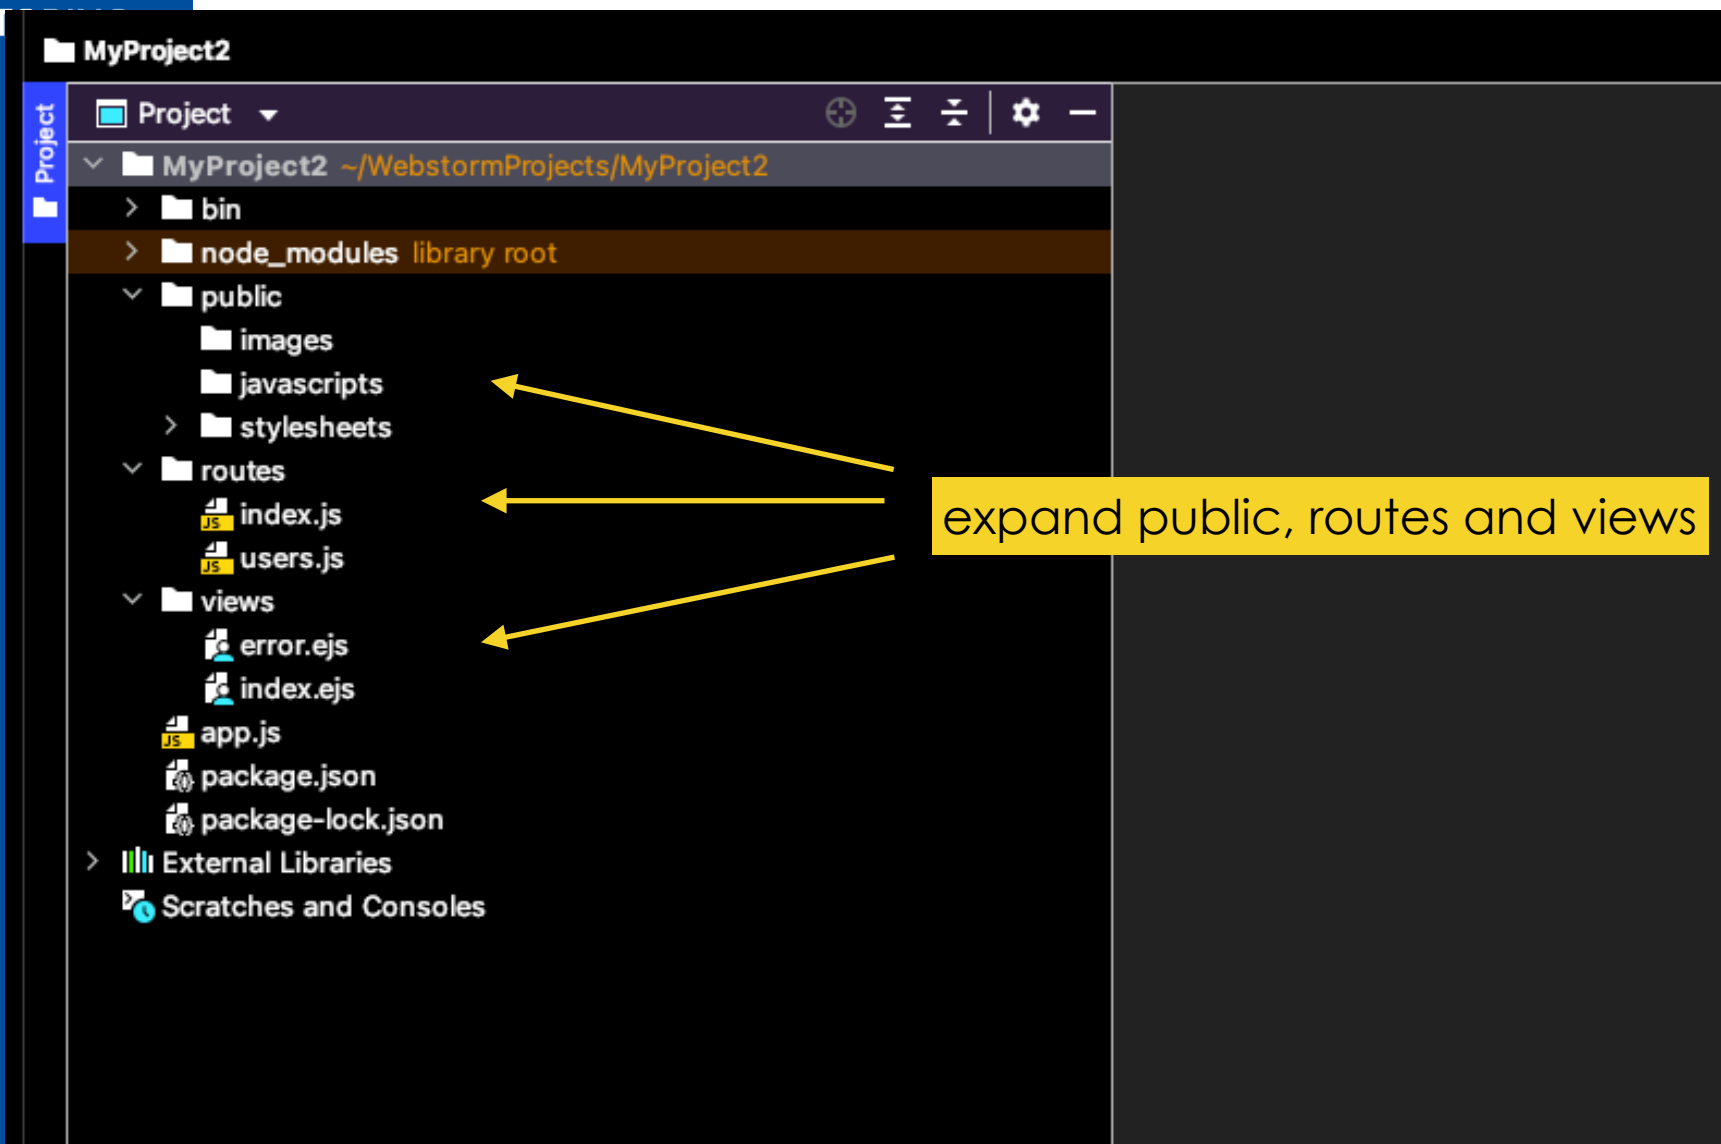 MyProject2
Project
Project
MyProject2 ~/WebstormProjects/MyProject2
bin
node_modules library root
public
images
javascripts
stylesheets
routes
index.js
users.js
views
error.ejs
index.ejs
app.js
package.json
package-lock.json
External Libraries
Scratches and Consoles
expand public, routes and views